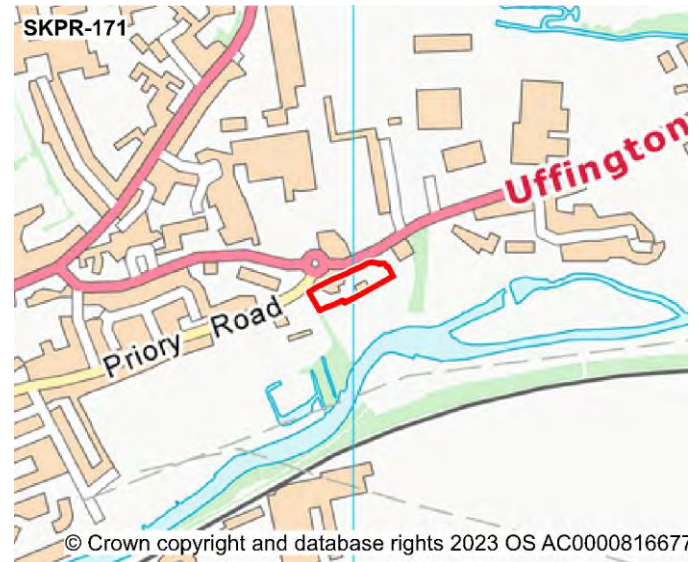 SKPR-171
Uffington
Priory Road
© Crown copyright and database rights 2023 OS AC0000816677